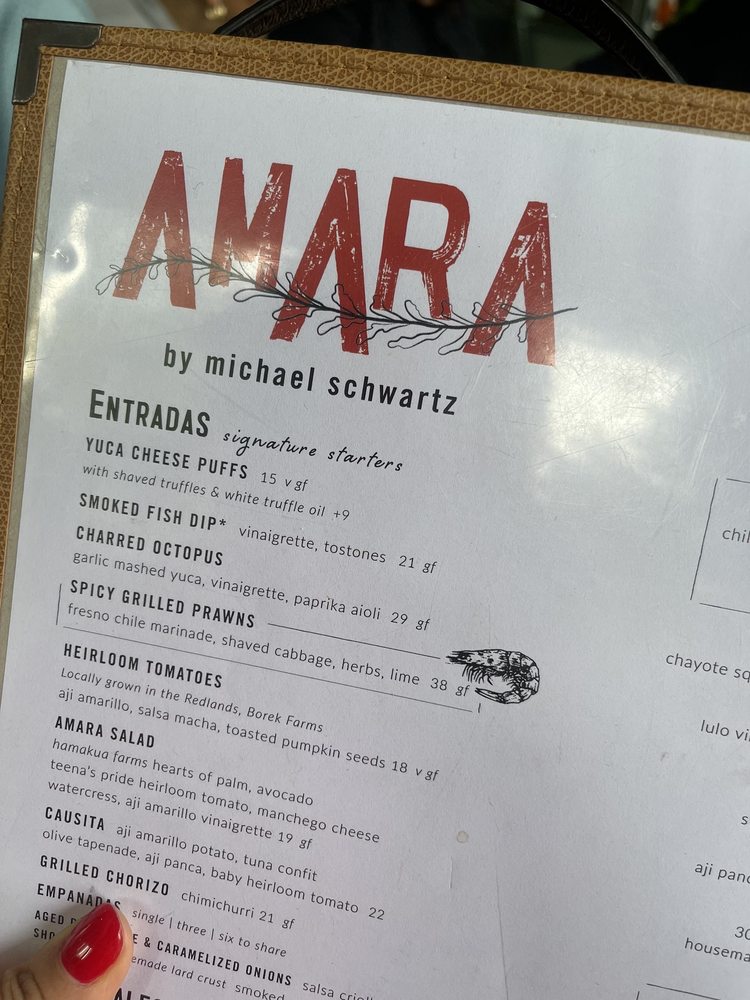 AMARA
by michael schwartz
ENTRADAS signature starters
YUCA CHEESE PUFFS 15 v gf
with shaved truffles & white truffle oil +9
SMOKED FISH DIP* vinaigrette, tostones 21 gf
CHARRED OCTOPUS
garlic mashed yuca, vinaigrette, paprika aioli 29 gf
SPICY GRILLED PRAWNS
fresno chile marinade, shaved cabbage, herbs, lime 38 gf
HEIRLOOM TOMATOES
Locally grown in the Redlands, Borek Farms
aji amarillo, salsa macha, toasted pumpkin seeds 18 v gf
AMARA SALAD
hamakua farms hearts of palm, avocado
teena's pride heirloom tomato, manchego cheese
watercress, aji amarillo vinaigrette 19 gf
CAUSITA aji amarillo potato, tuna confit
olive tapenade, aji panca, baby heirloom tomato 22
GRILLED CHORIZO chimichurri 21 gf
EMPANADAS single | three | six to share
AGED & CARAMELIZED ONIONS salsa
lard crust smoked
chayote
lulo
aji
30